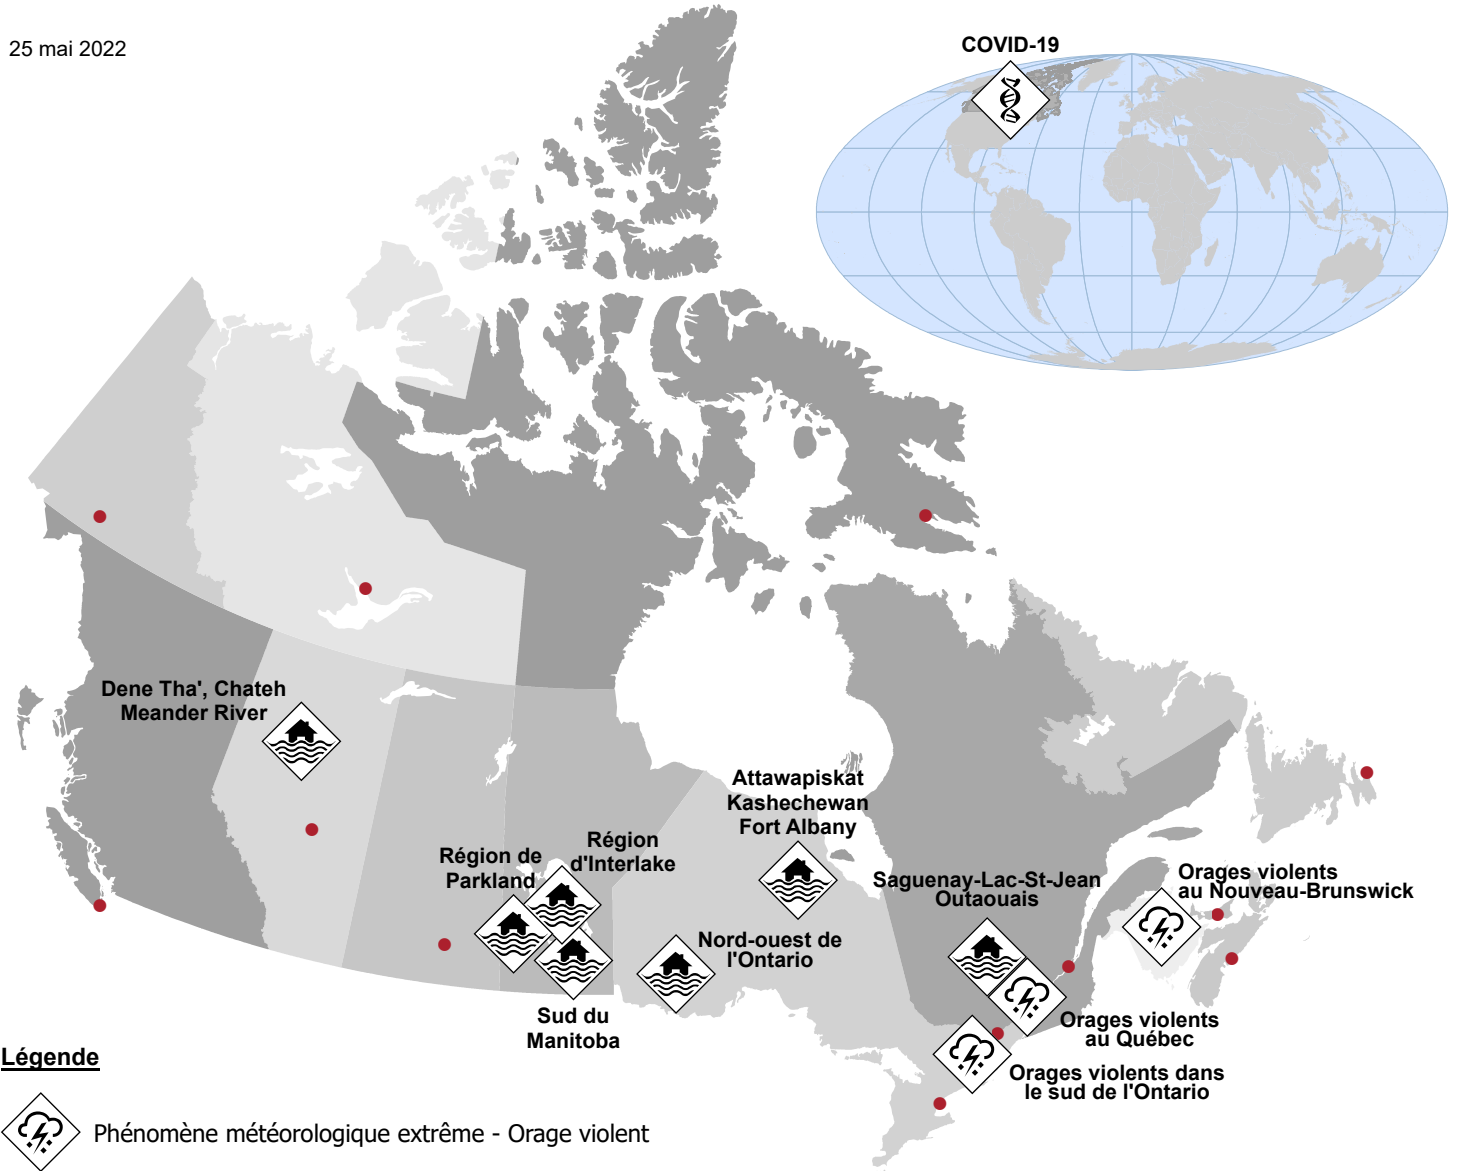 25 mai 2022
COVID-19
Dene Tha', Chateh
Meander River
Attawapiskat
Kashechewan
Fort Albany
Région
d'Interlake
Région de
Parkland
Saguenay-Lac-St-Jean
Outaouais
Orages violents
au Nouveau-Brunswick
Nord-ouest de
l'Ontario
Sud du
Manitoba
Orages violents
au Québec
Orages violents dans
le sud de l'Ontario
Légende
Phénomène météorologique extrême - Orage violent